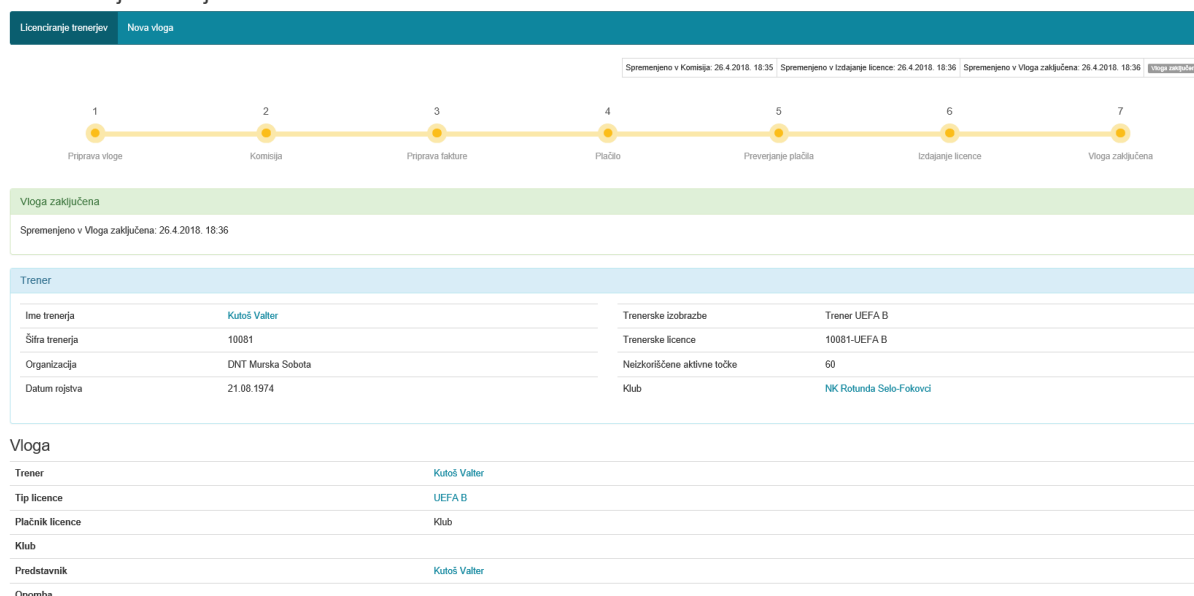 Licenciranje trenerjev Nova vloga
Spremenjeno v Komisija: 26.4.2018. 18:35 Spremenjeno v Izdajanje licence: 26.4.2018. 18:36 Spremenjeno v Vloga zaključena: 26.4.2018. 18:36
1 2 3 4 5 6 7
Priprava vloge Komisija Priprava fakture Plačilo Preverjanje plačila Izdajanje licence Vloga zaključena
Vloga zaključena
Spremenjeno v Vloga zaključena: 26.4.2018. 18:36
Trener
Ime trenerja Kutoš Valter Trenerske izobrazbe Trener UEFA B
Šifra trenerja 10081 Trenerske licence 10081-UEFA B
Organizacija DNT Murska Sobota Neizkoriščene aktivne točke 60
Datum rojstva 21.08.1974 Klub NK Rotunda Selo-Fokovci
Vloga
Trener Kutoš Valter
Tip licence UEFA B
Plačnik licence Klub
Klub
Predstavnik Kutoš Valter
Opomba